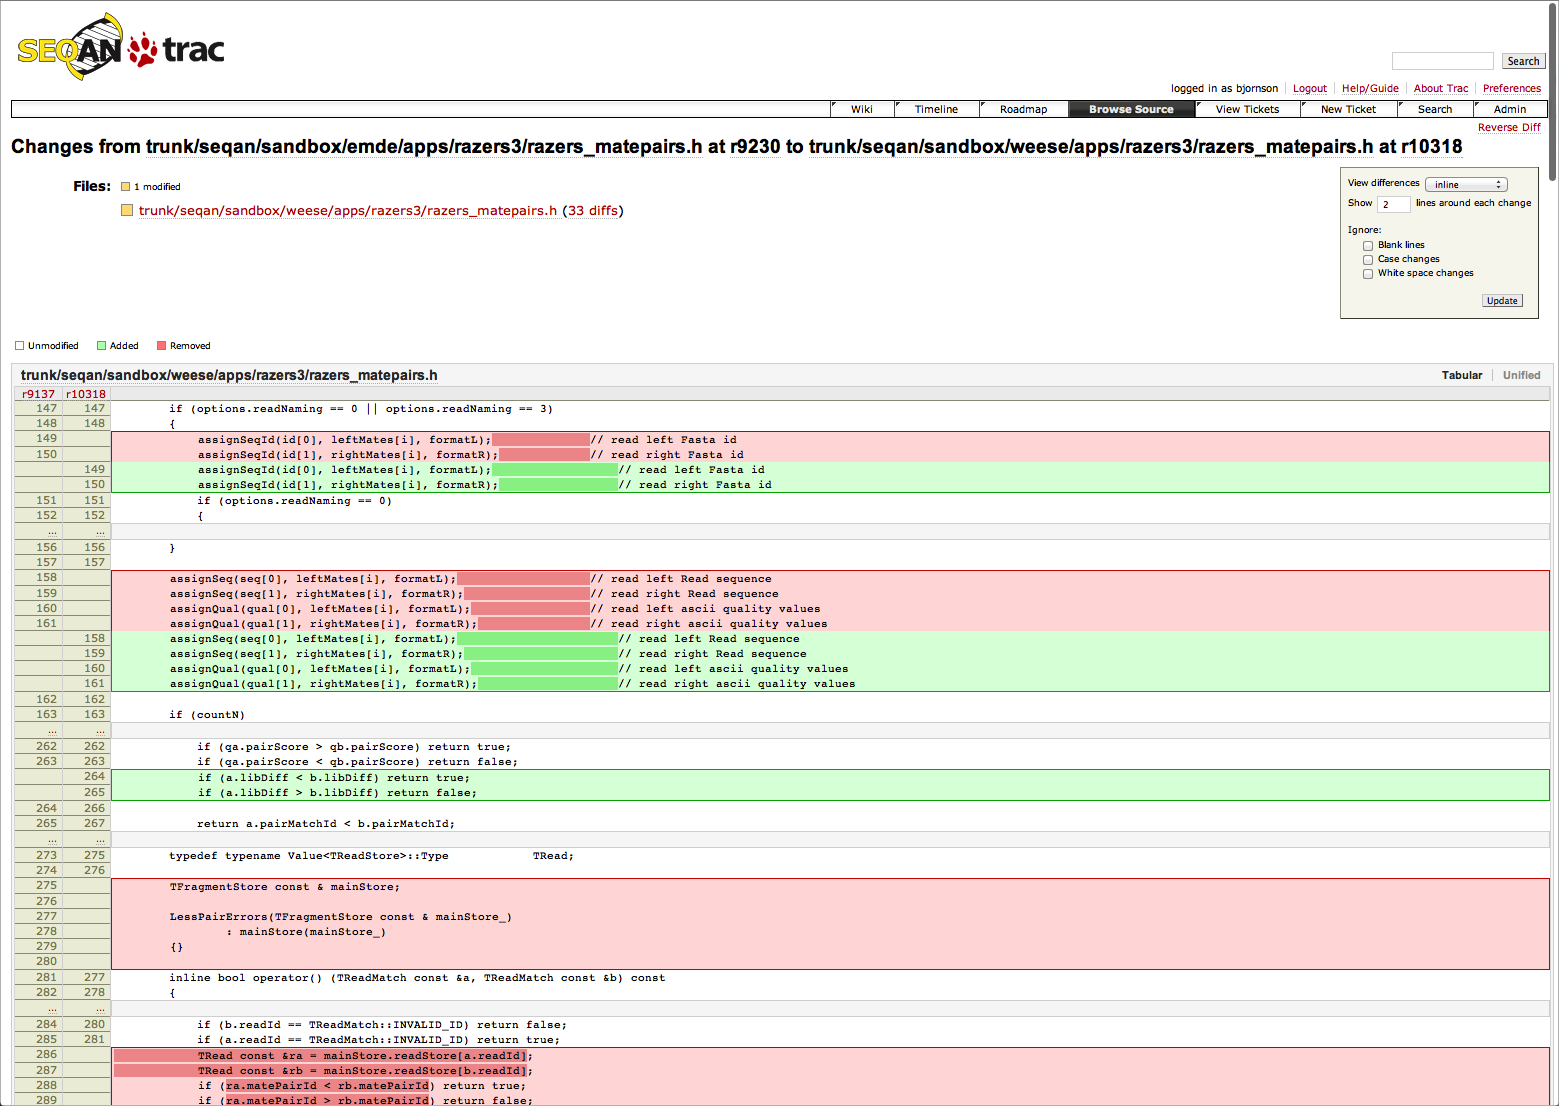 SEQAN trac
Search
logged in as bjornson Logout Help/Guide About Trac Preferences
Wiki Timeline Roadmap Browse Source View Tickets New Ticket Search Admin
Reverse Diff
Changes from trunk/seqan/sandbox/emde/apps/razers3/razers_matepairs.h at r9230 to trunk/seqan/sandbox/weese/apps/razers3/razers_matepairs.h at r10318
Files: 1 modified
trunk/seqan/sandbox/weese/apps/razers3/razers_matepairs.h (33 diffs)
View differences inline
Show 2 lines around each change
Ignore:
Blank lines
Case changes
White space changes
Update
Unmodified Added Removed
trunk/seqan/sandbox/weese/apps/razers3/razers_matepairs.h Tabular Unified
r9137 r10318
147 147 if (options.readNaming == 0 || options.readNaming == 3)
148 148 {
149 assignSeqId(id[0], leftMates[i], formatL); // read left Fasta id
150 assignSeqId(id[1], rightMates[i], formatR); // read right Fasta id
149 assignSeqId(id[0], leftMates[i], formatL); // read left Fasta id
150 assignSeqId(id[1], rightMates[i], formatR); // read right Fasta id
151 151 if (options.readNaming == 0)
152 152 {
… …
156 156 }
157 157
158 assignSeq(seq[0], leftMates[i], formatL); // read left Read sequence
159 assignSeq(seq[1], rightMates[i], formatR); // read right Read sequence
160 assignQual(qual[0], leftMates[i], formatL); // read left ascii quality values
161 assignQual(qual[1], rightMates[i], formatR); // read right ascii quality values
158 assignSeq(seq[0], leftMates[i], formatL); // read left Read sequence
159 assignSeq(seq[1], rightMates[i], formatR); // read right Read sequence
160 assignQual(qual[0], leftMates[i], formatL); // read left ascii quality values
161 assignQual(qual[1], rightMates[i], formatR); // read right ascii quality values
162 162
163 163 if (countN)
… …
262 262 if (qa.pairScore > qb.pairScore) return true;
263 263 if (qa.pairScore < qb.pairScore) return false;
264 if (a.libDiff < b.libDiff) return true;
265 if (a.libDiff > b.libDiff) return false;
264 266
265 267 return a.pairMatchId < b.pairMatchId;
… …
273 275 typedef typename Value<TReadStore>::Type TRead;
274 276
275 TFragmentStore const & mainStore;
276
277 LessPairErrors(TFragmentStore const & mainStore_)
278 : mainStore(mainStore_)
279 {}
280
281 277 inline bool operator() (TReadMatch const &a, TReadMatch const &b) const
282 278 {
… …
284 280 if (b.readId == TReadMatch::INVALID_ID) return false;
285 281 if (a.readId == TReadMatch::INVALID_ID) return true;
286 TRead const &ra = mainStore.readStore[a.readId];
287 TRead const &rb = mainStore.readStore[b.readId];
288 if (ra.matePairId < rb.matePairId) return true;
289 if (ra.matePairId > rb.matePairId) return false;